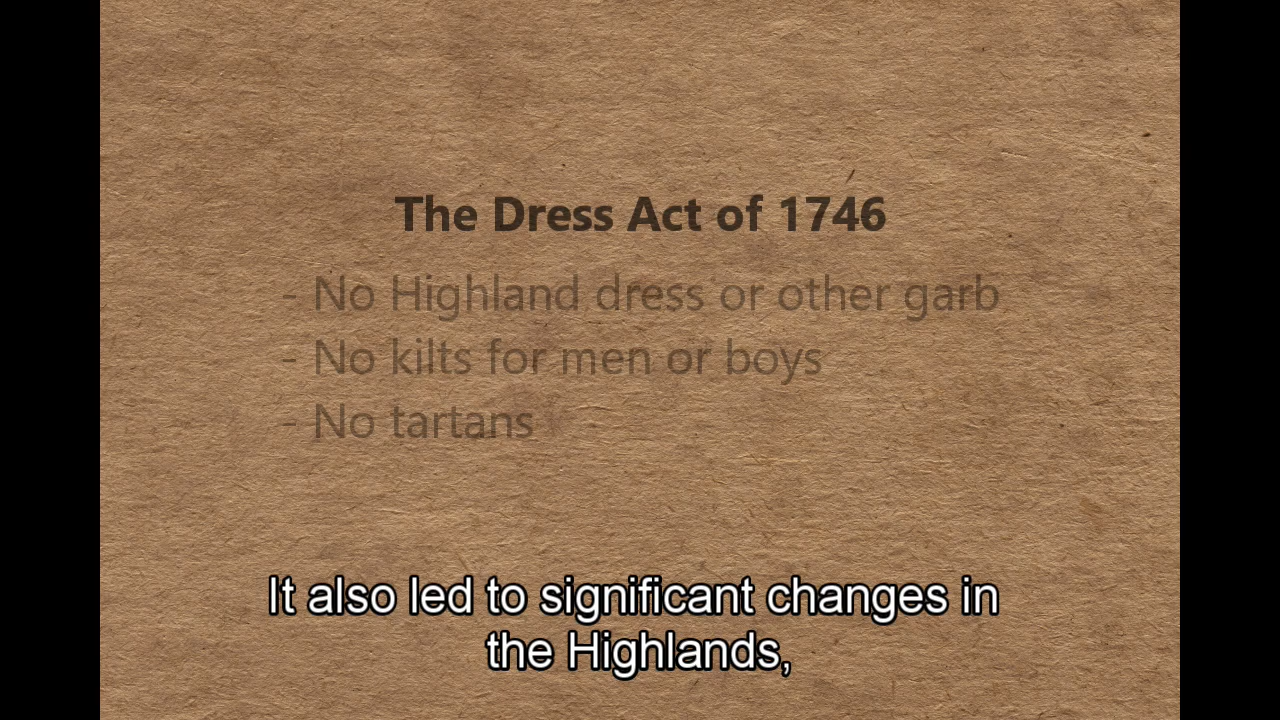 The Dress Act of 1746
- No Highland dress or other garb
- No kilts for men or boys
- No tartans
It also led to significant changes in
the Highlands,